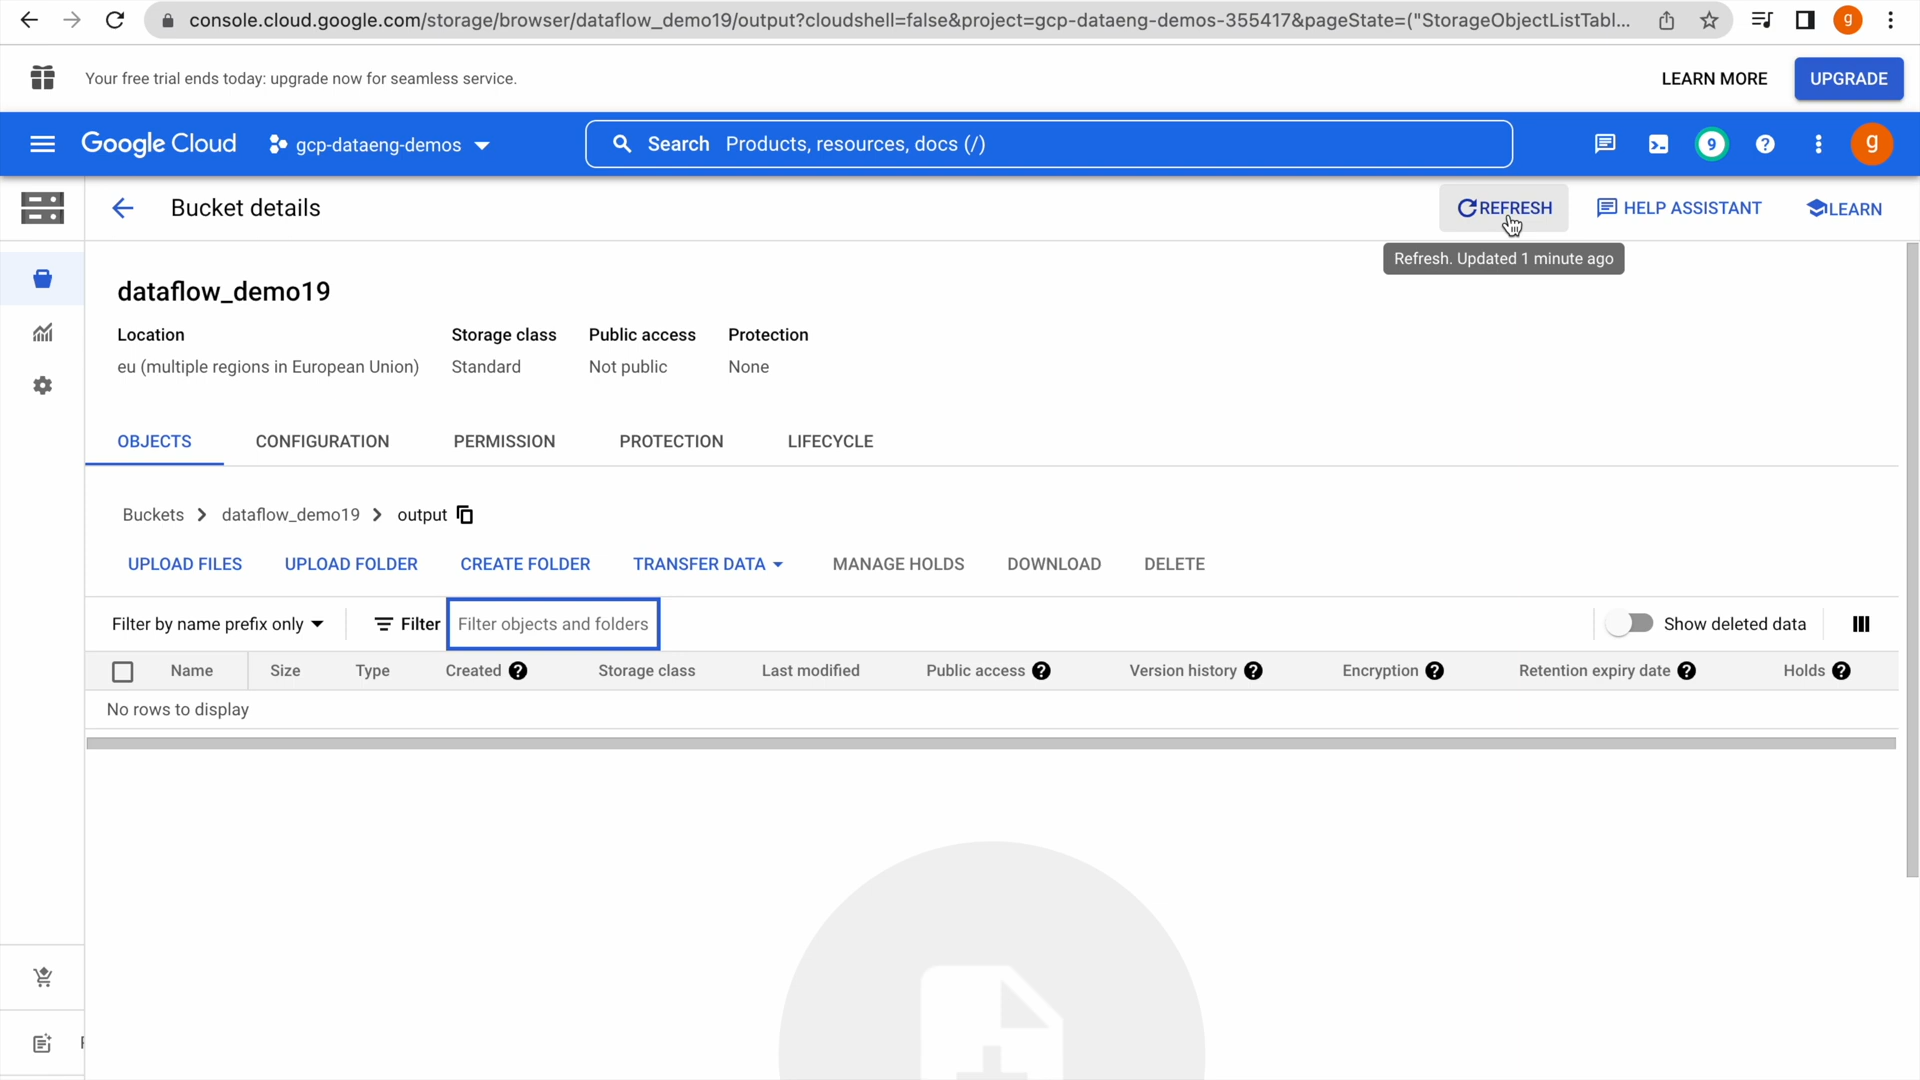 console.cloud.google.com/storage/browser/dataflow_demo19/output?cloudshell=false&project=gcp-dataeng-demos-355417&pageState=("StorageObjectListTabl...
g
Your free trial ends today: upgrade now for seamless service.
LEARN MORE
UPGRADE
Google Cloud
gcp-dataeng-demos
Search Products, resources, docs (/)
9
g
Bucket details
REFRESH
HELP ASSISTANT
LEARN
Refresh. Updated 1 minute ago
dataflow_demo19
Location Storage class Public access Protection
eu (multiple regions in European Union) Standard Not public None
OBJECTS CONFIGURATION PERMISSION PROTECTION LIFECYCLE
Buckets > dataflow_demo19 > output
UPLOAD FILES UPLOAD FOLDER CREATE FOLDER TRANSFER DATA MANAGE HOLDS DOWNLOAD DELETE
Filter by name prefix only Filter Filter objects and folders Show deleted data
Name Size Type Created Storage class Last modified Public access Version history Encryption Retention expiry date Holds
No rows to display